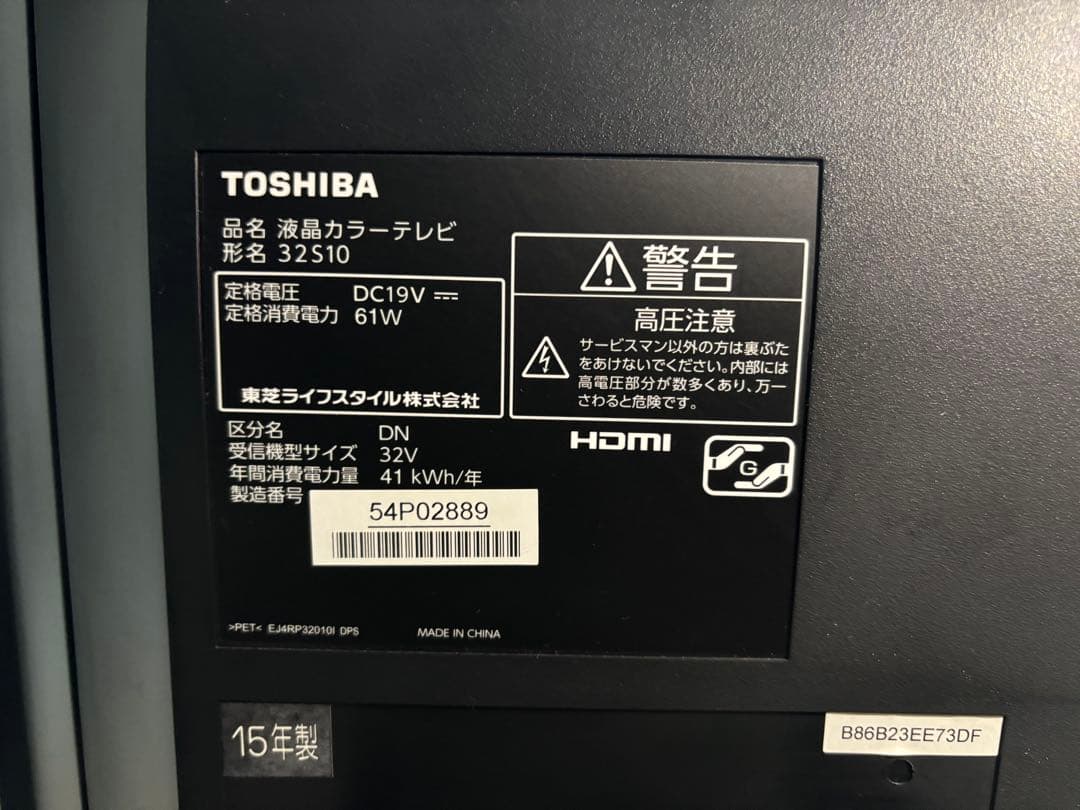 TOSHIBA
品名 液晶カラーテレビ
形名 32S10
定格電圧 DC19V ⎓
定格消費電力 61W
東芝ライフスタイル株式会社
警告
高圧注意
サービスマン以外の方は裏ぶた
をあけないでください。内部には
高電圧部分が数多くあり、万一
さわると危険です。
区分名 DN
受信機型サイズ 32V
年間消費電力量 41 kWh/年
製造番号
54P02889
HDMI
G
>PET< EJ4RP32010I DPS
MADE IN CHINA
15年製
B86B23EE73DF